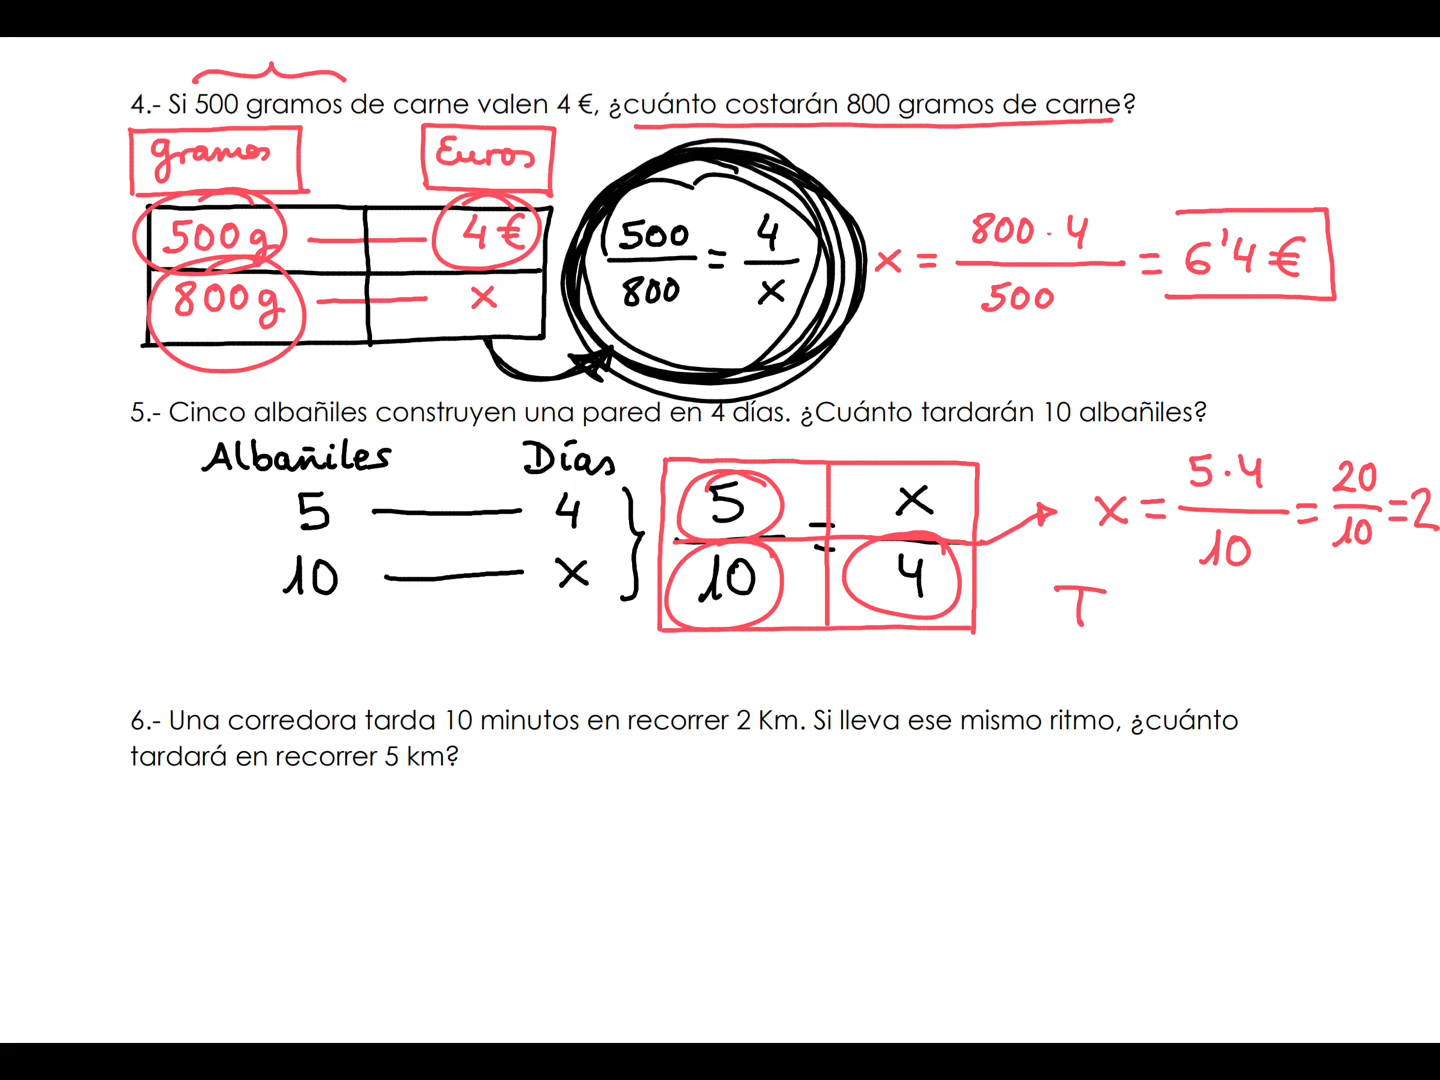 4.- Si 500 gramos de carne valen 4 €, ¿cuánto costarán 800 gramos de carne?
gramos Euros
500g — 4 €
800g — x
500/800 = 4/x
x = 800 · 4 / 500 = 6'4 €
5.- Cinco albañiles construyen una pared en 4 días. ¿Cuánto tardarán 10 albañiles?
Albañiles Días
5 — 4
10 — x
5/10 = x/4
x = 5 · 4 / 10 = 20/10 = 2
T
6.- Una corredora tarda 10 minutos en recorrer 2 Km. Si lleva ese mismo ritmo, ¿cuánto
tardará en recorrer 5 km?